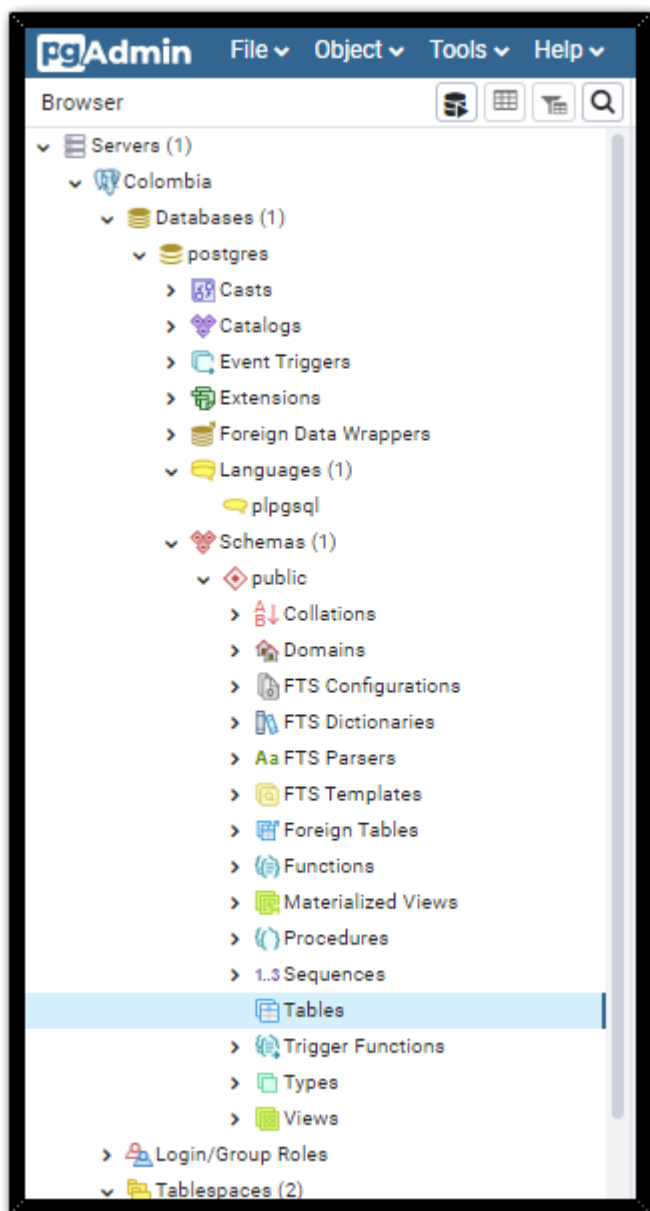 pgAdmin File Object Tools Help
Browser
Servers (1)
Colombia
Databases (1)
postgres
Casts
Catalogs
Event Triggers
Extensions
Foreign Data Wrappers
Languages (1)
plpgsql
Schemas (1)
public
Collations
Domains
FTS Configurations
FTS Dictionaries
Aa FTS Parsers
FTS Templates
Foreign Tables
Functions
Materialized Views
Procedures
1..3 Sequences
Tables
Trigger Functions
Types
Views
Login/Group Roles
Tablespaces (2)